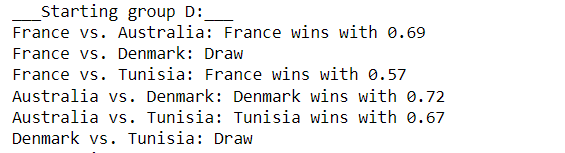 ___Starting group D:___
France vs. Australia: France wins with 0.69
France vs. Denmark: Draw
France vs. Tunisia: France wins with 0.57
Australia vs. Denmark: Denmark wins with 0.72
Australia vs. Tunisia: Tunisia wins with 0.67
Denmark vs. Tunisia: Draw